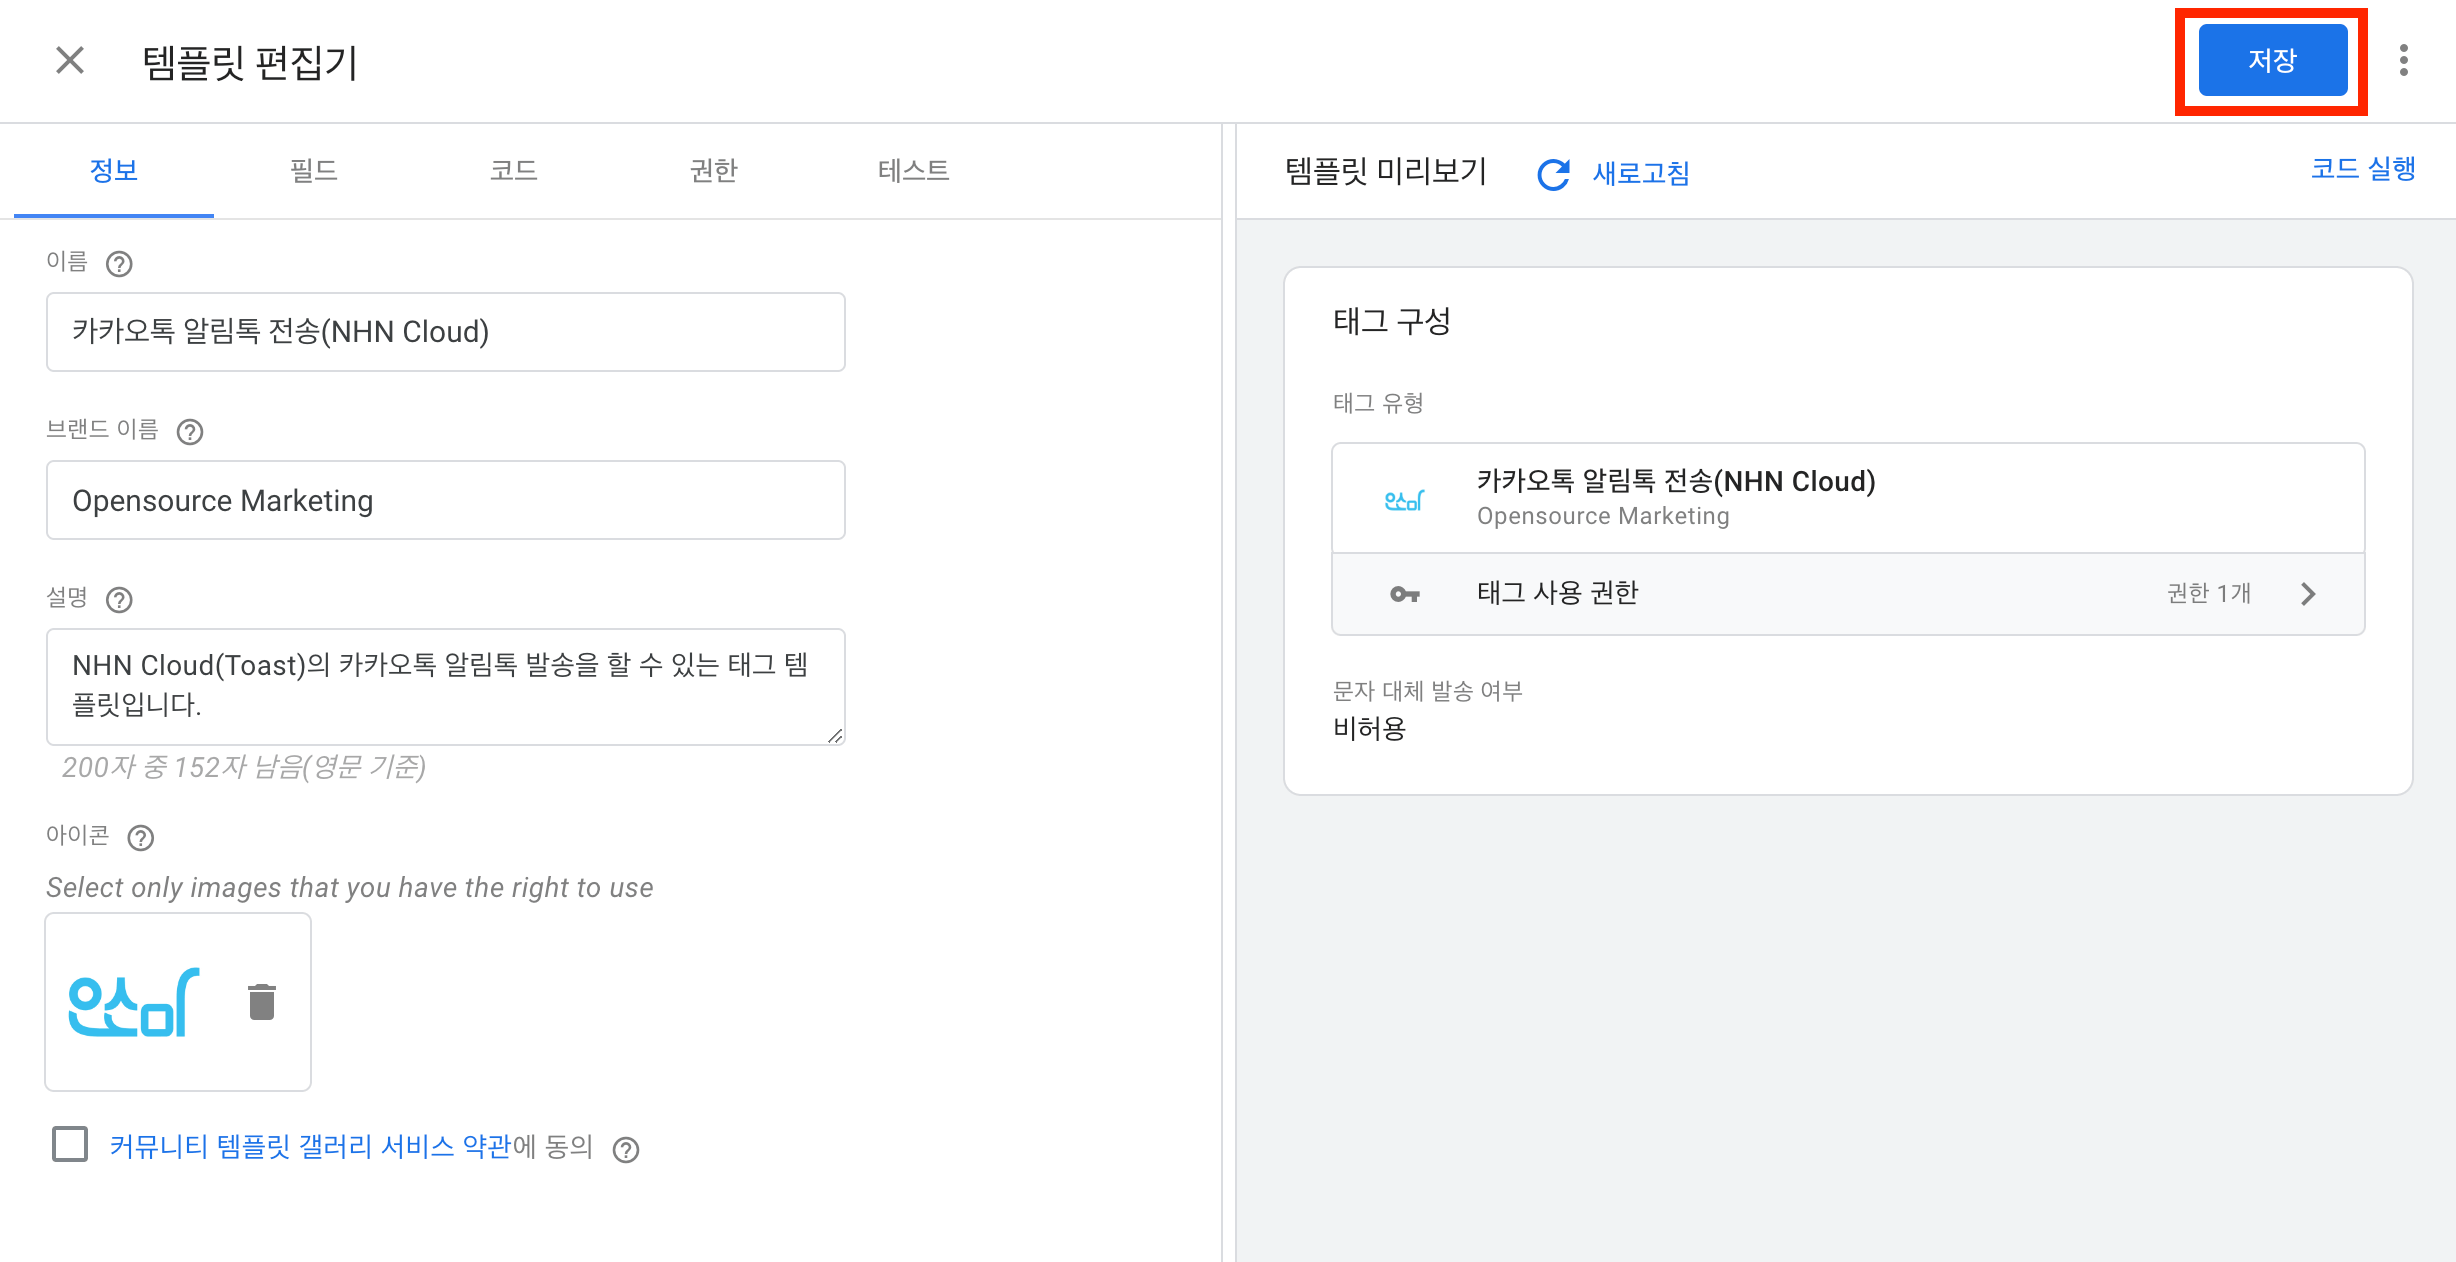 템플릿 편집기
저장
정보
필드
코드
권한
테스트
템플릿 미리보기
새로고침
코드 실행
이름
카카오톡 알림톡 전송(NHN Cloud)
브랜드 이름
Opensource Marketing
설명
NHN Cloud(Toast)의 카카오톡 알림톡 발송을 할 수 있는 태그 템
플릿입니다.
200자 중 152자 남음(영문 기준)
아이콘
Select only images that you have the right to use
오소마
커뮤니티 템플릿 갤러리 서비스 약관에 동의
태그 구성
태그 유형
오소마
카카오톡 알림톡 전송(NHN Cloud)
Opensource Marketing
태그 사용 권한
권한 1개
문자 대체 발송 여부
비허용